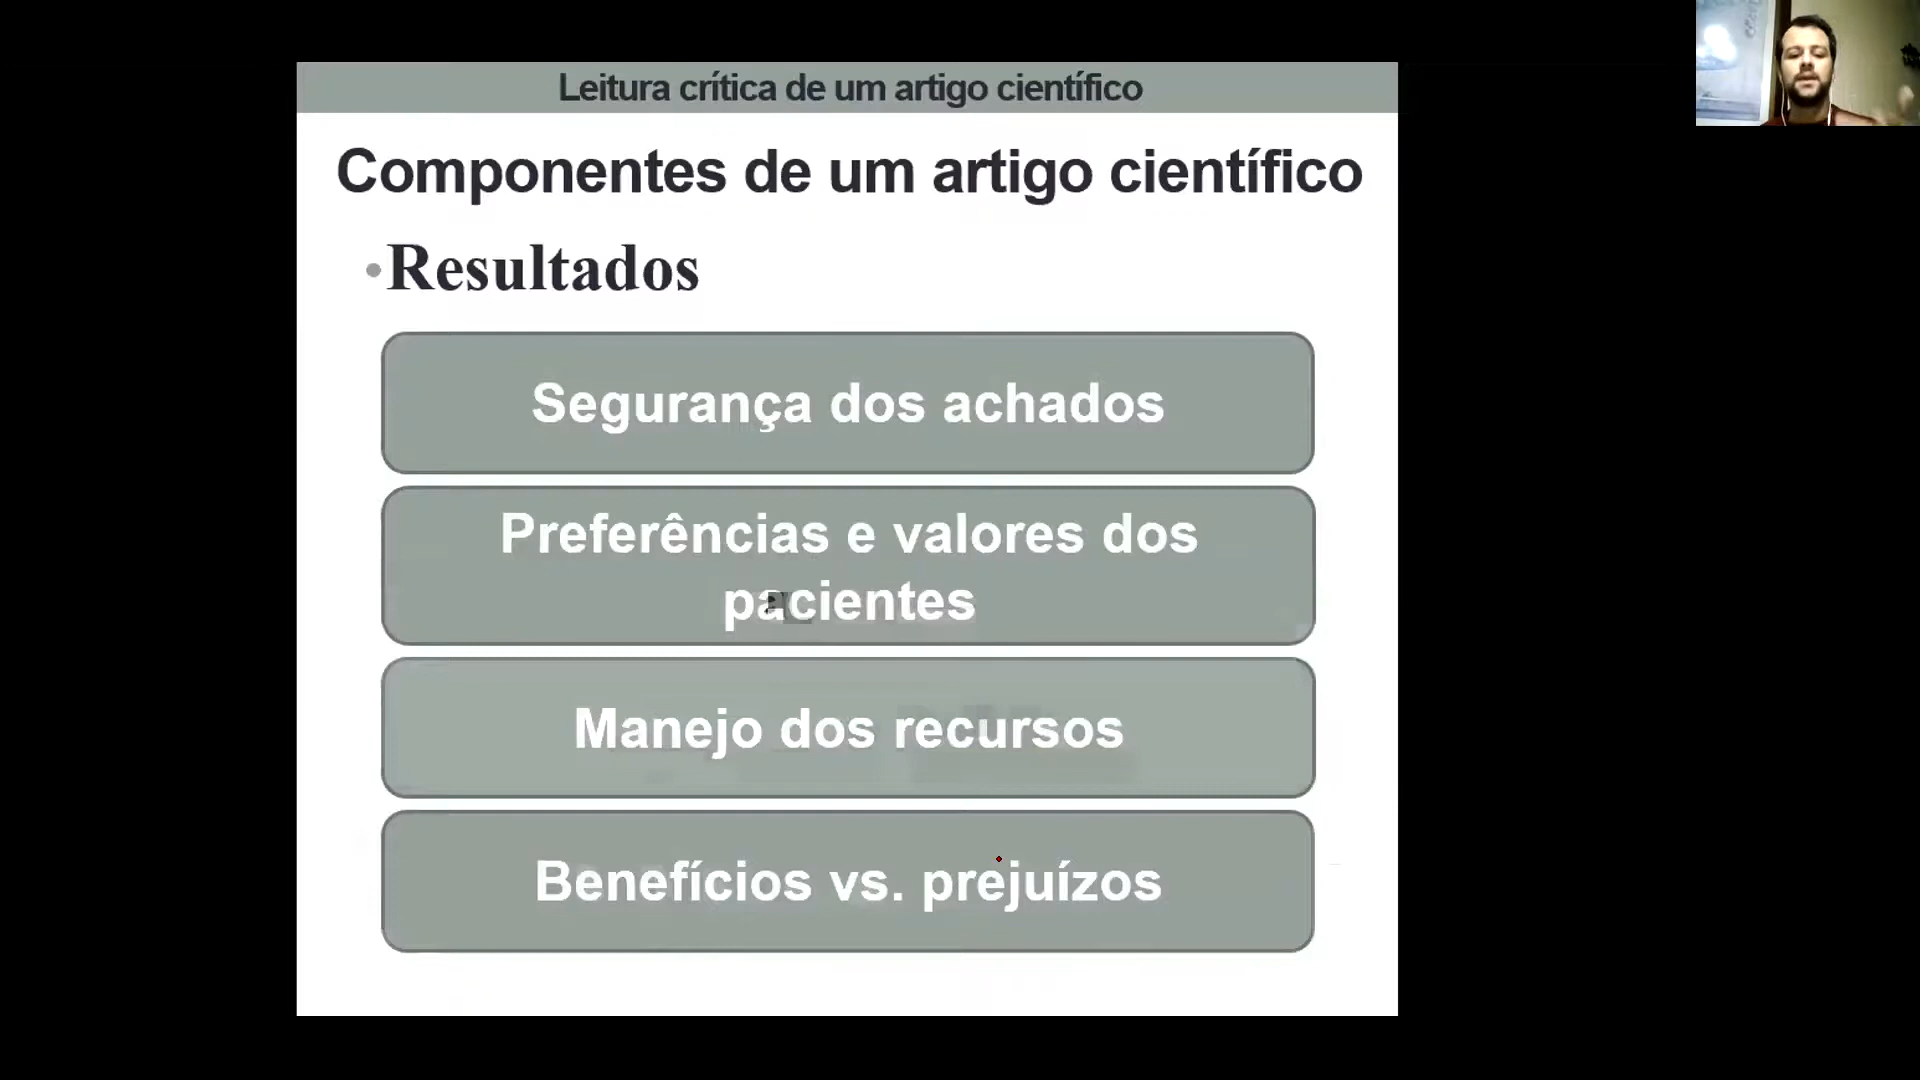 Leitura crítica de um artigo científico
Componentes de um artigo científico
•Resultados
Segurança dos achados
Preferências e valores dos
pacientes
Manejo dos recursos
Benefícios vs. prejuízos